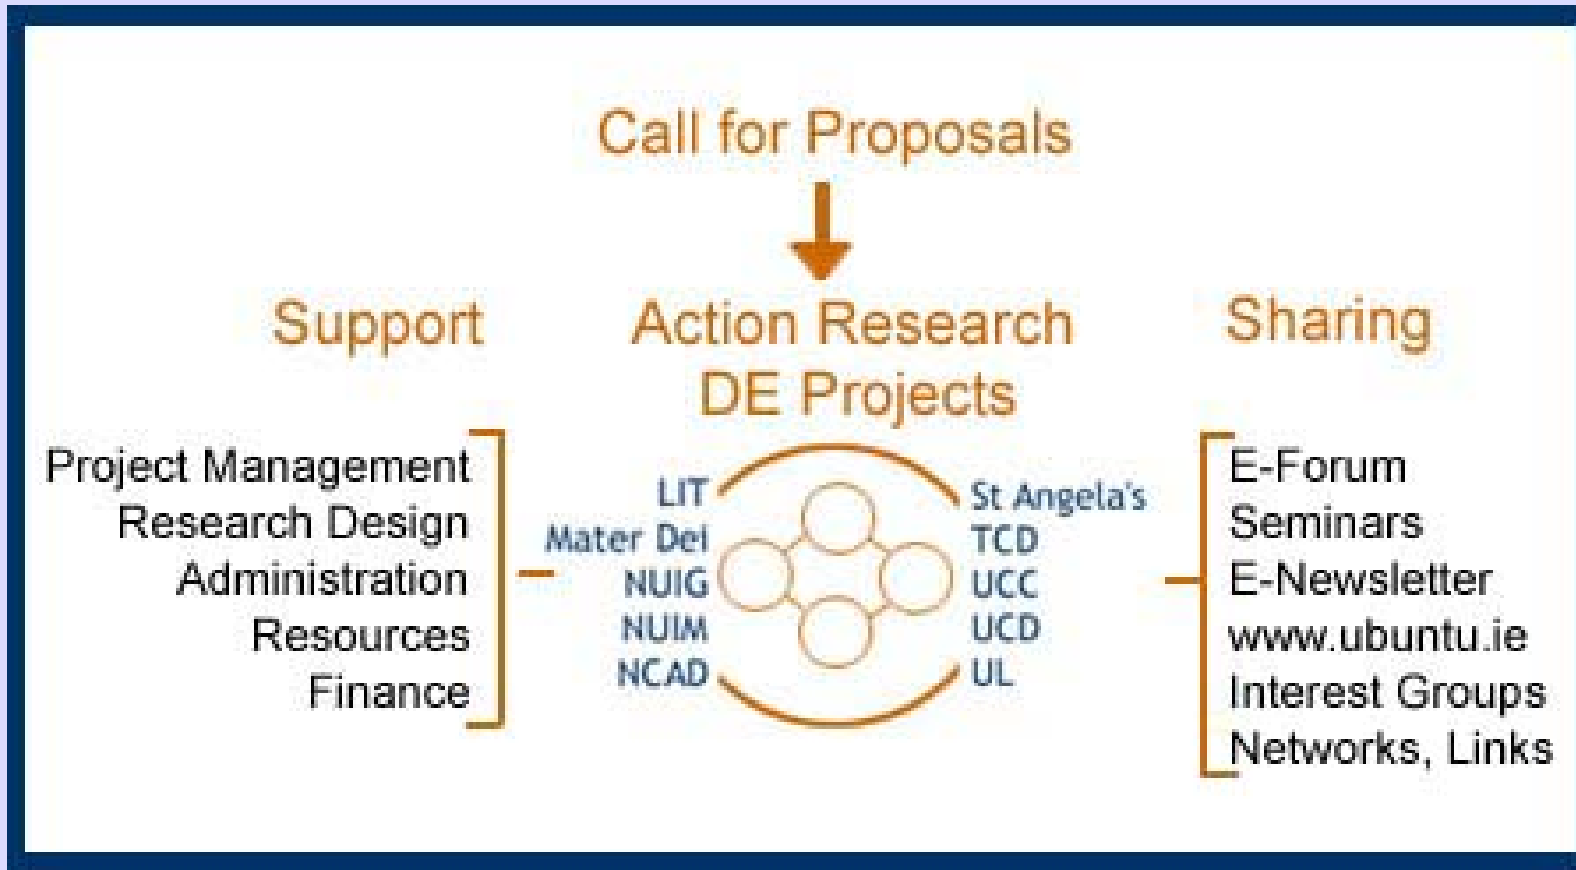 Call for Proposals
Support
Action Research
DE Projects
Sharing
Project Management
Research Design
Administration
Resources
Finance
LIT
Mater Dei
NUIG
NUIM
NCAD
St Angela's
TCD
UCC
UCD
UL
E-Forum
Seminars
E-Newsletter
www.ubuntu.ie
Interest Groups
Networks, Links